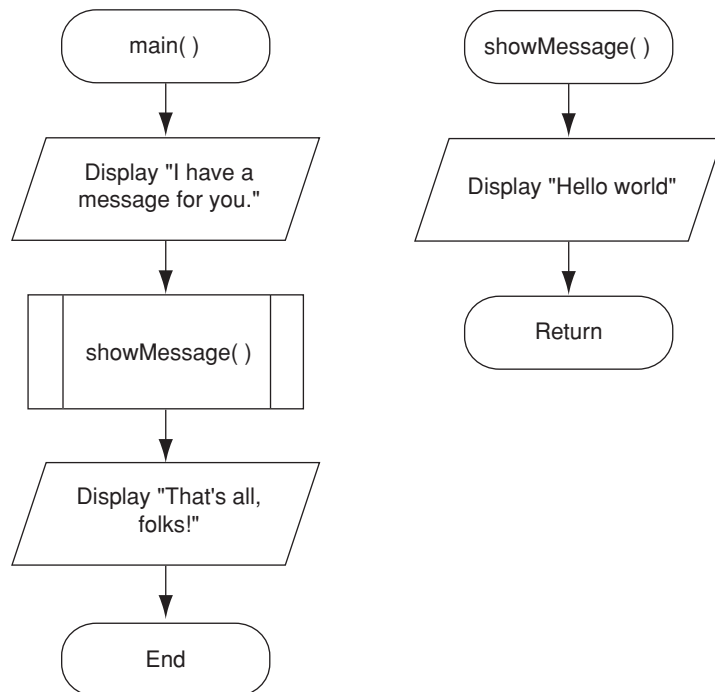 main( )
Display "I have a
message for you."
showMessage( )
Display "That's all,
folks!"
End
showMessage( )
Display "Hello world"
Return